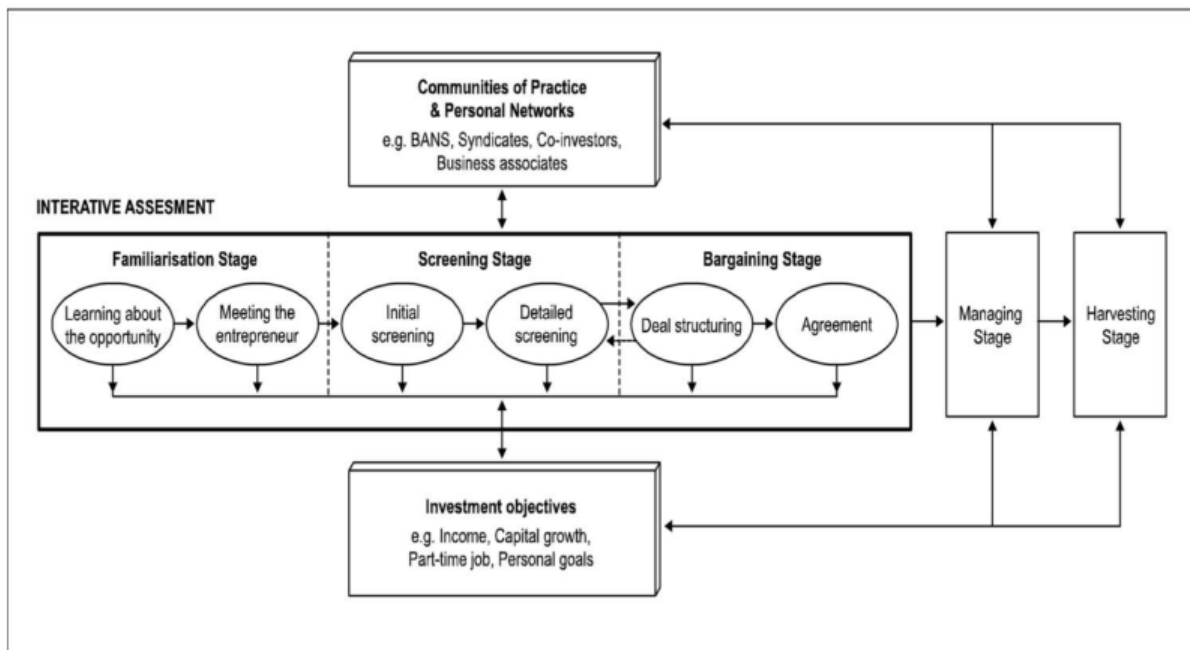 Communities of Practice
& Personal Networks
e.g. BANS, Syndicates, Co-investors,
Business associates
INTERATIVE ASSESMENT
Familiarisation Stage
Screening Stage
Bargaining Stage
Learning about
the opportunity
Meeting the
entrepreneur
Initial
screening
Detailed
screening
Deal structuring
Agreement
Managing
Stage
Harvesting
Stage
Investment objectives
e.g. Income, Capital growth,
Part-time job, Personal goals